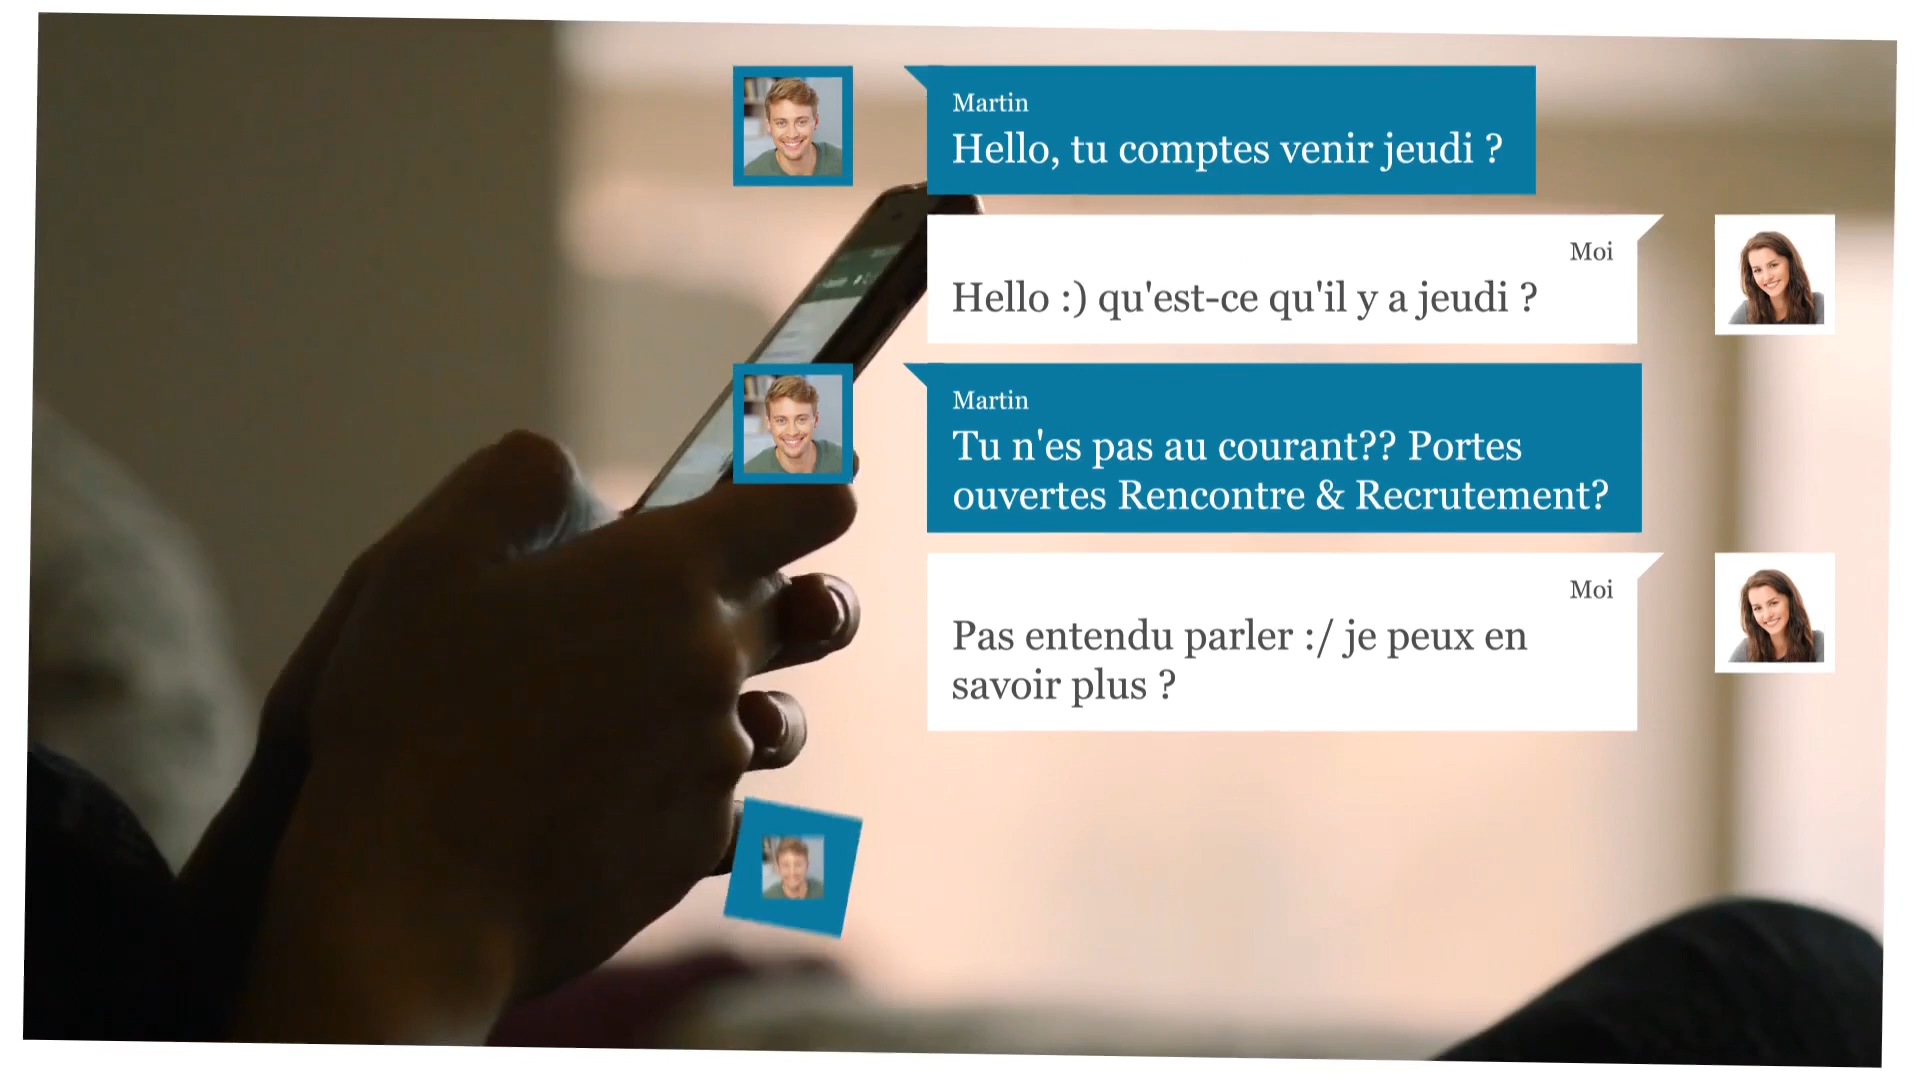 Martin
Hello, tu comptes venir jeudi ?
Moi
Hello :) qu'est-ce qu'il y a jeudi ?
Martin
Tu n'es pas au courant?? Portes
ouvertes Rencontre & Recrutement?
Moi
Pas entendu parler :/ je peux en
savoir plus ?